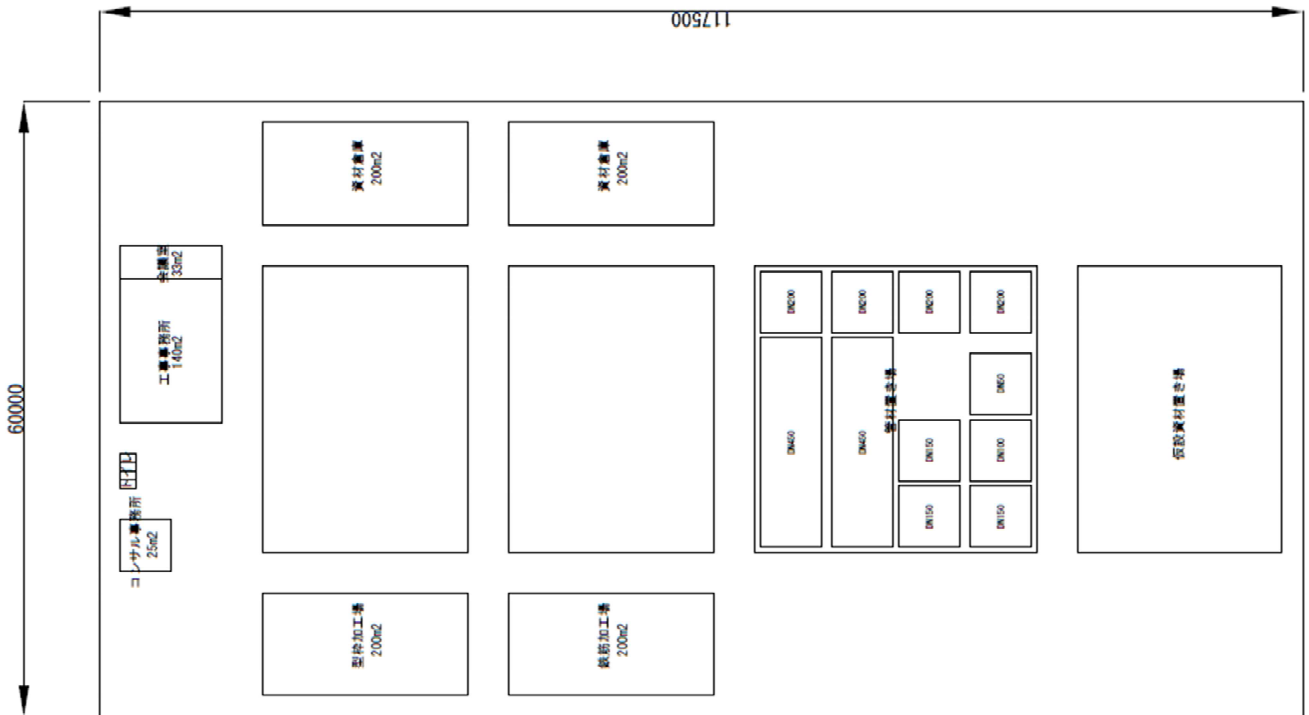 117500
60000
資材倉庫
200m2
資材倉庫
200m2
会議室
33m2
工事事務所
140m2
トイレ
コンサル事務所
25m2
DN200
DN200
DN200
DN200
DN450
DN450
管材置き場
DN50
DN150
DN100
DN150
DN150
仮設資材置き場
型枠加工場
200m2
鉄筋加工場
200m2